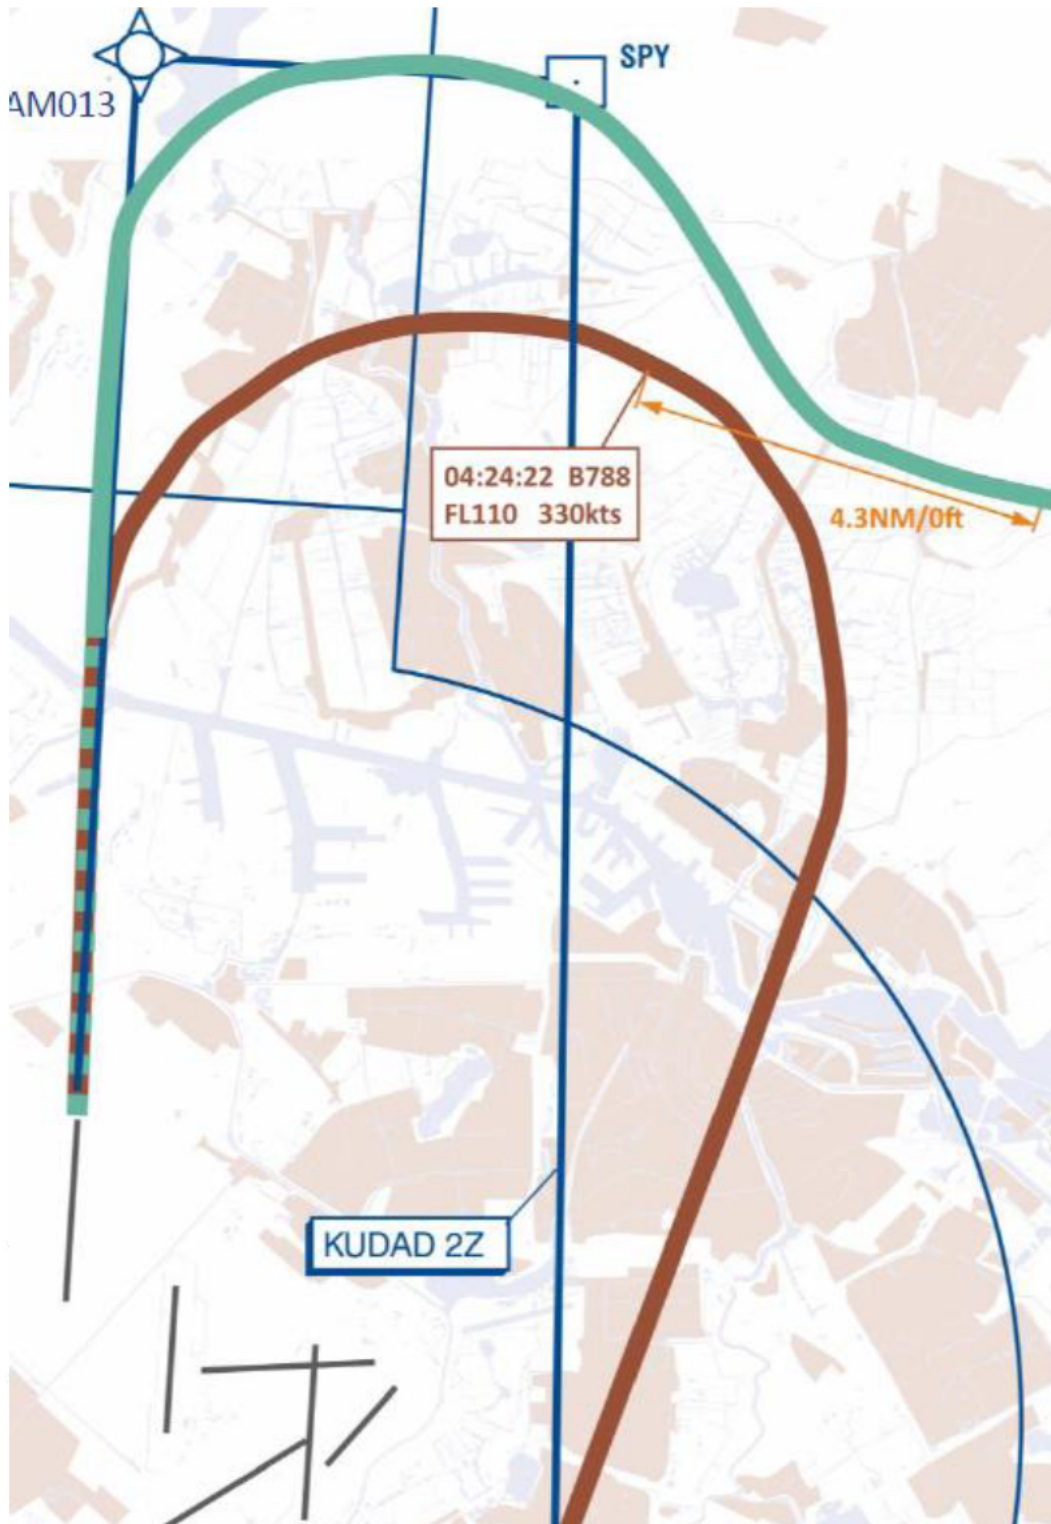 SPY
AM013
04:24:22 B788
FL110 330kts
4.3NM/0ft
KUDAD 2Z